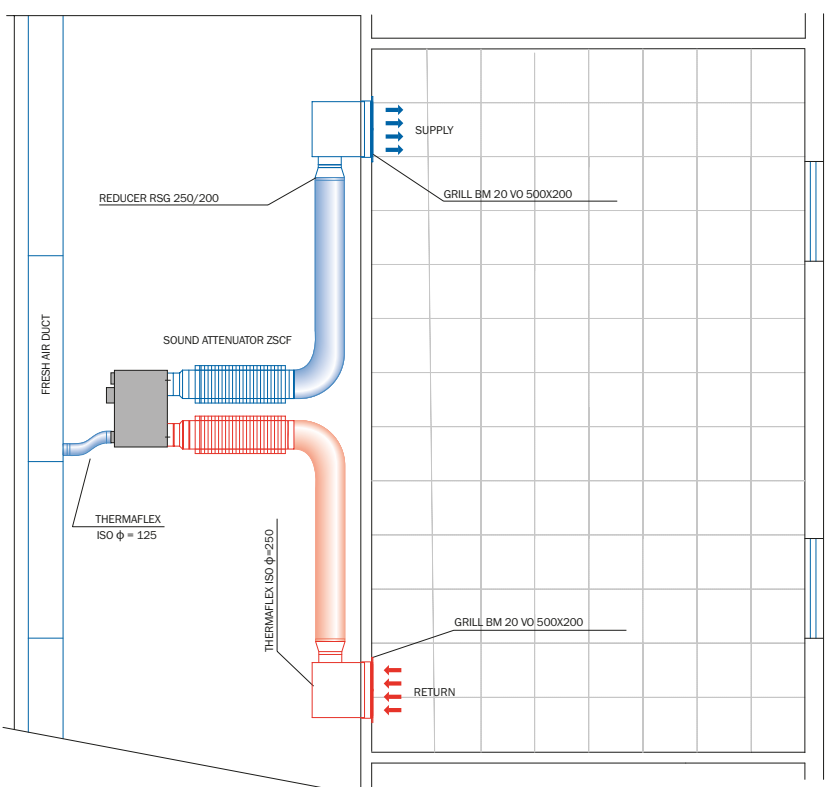 SUPPLY
REDUCER RSG 250/200
GRILL BM 20 VO 500X200
SOUND ATTENUATOR ZSCF
FRESH AIR DUCT
THERMAFLEX
ISO ϕ = 125
THERMAFLEX ISO ϕ=250
GRILL BM 20 VO 500X200
RETURN